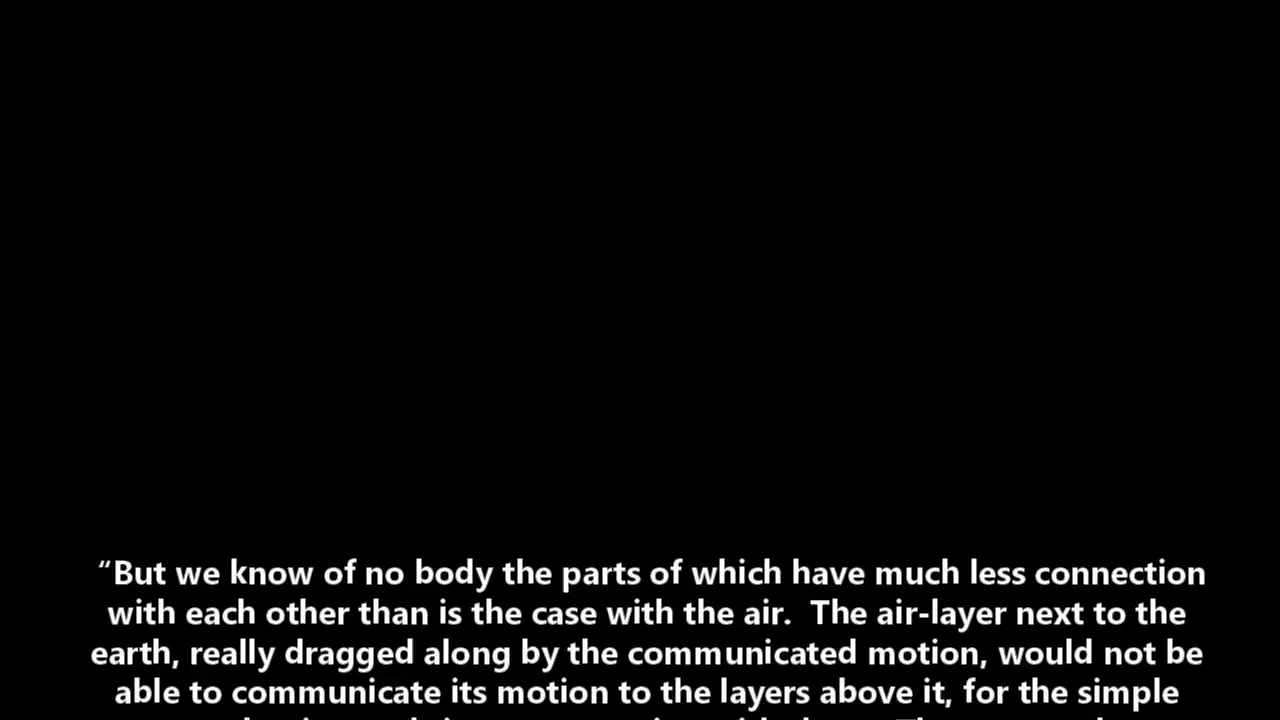 “But we know of no body the parts of which have much less connection
with each other than is the case with the air.  The air-layer next to the
earth, really dragged along by the communicated motion, would not be
able to communicate its motion to the layers above it, for the simple